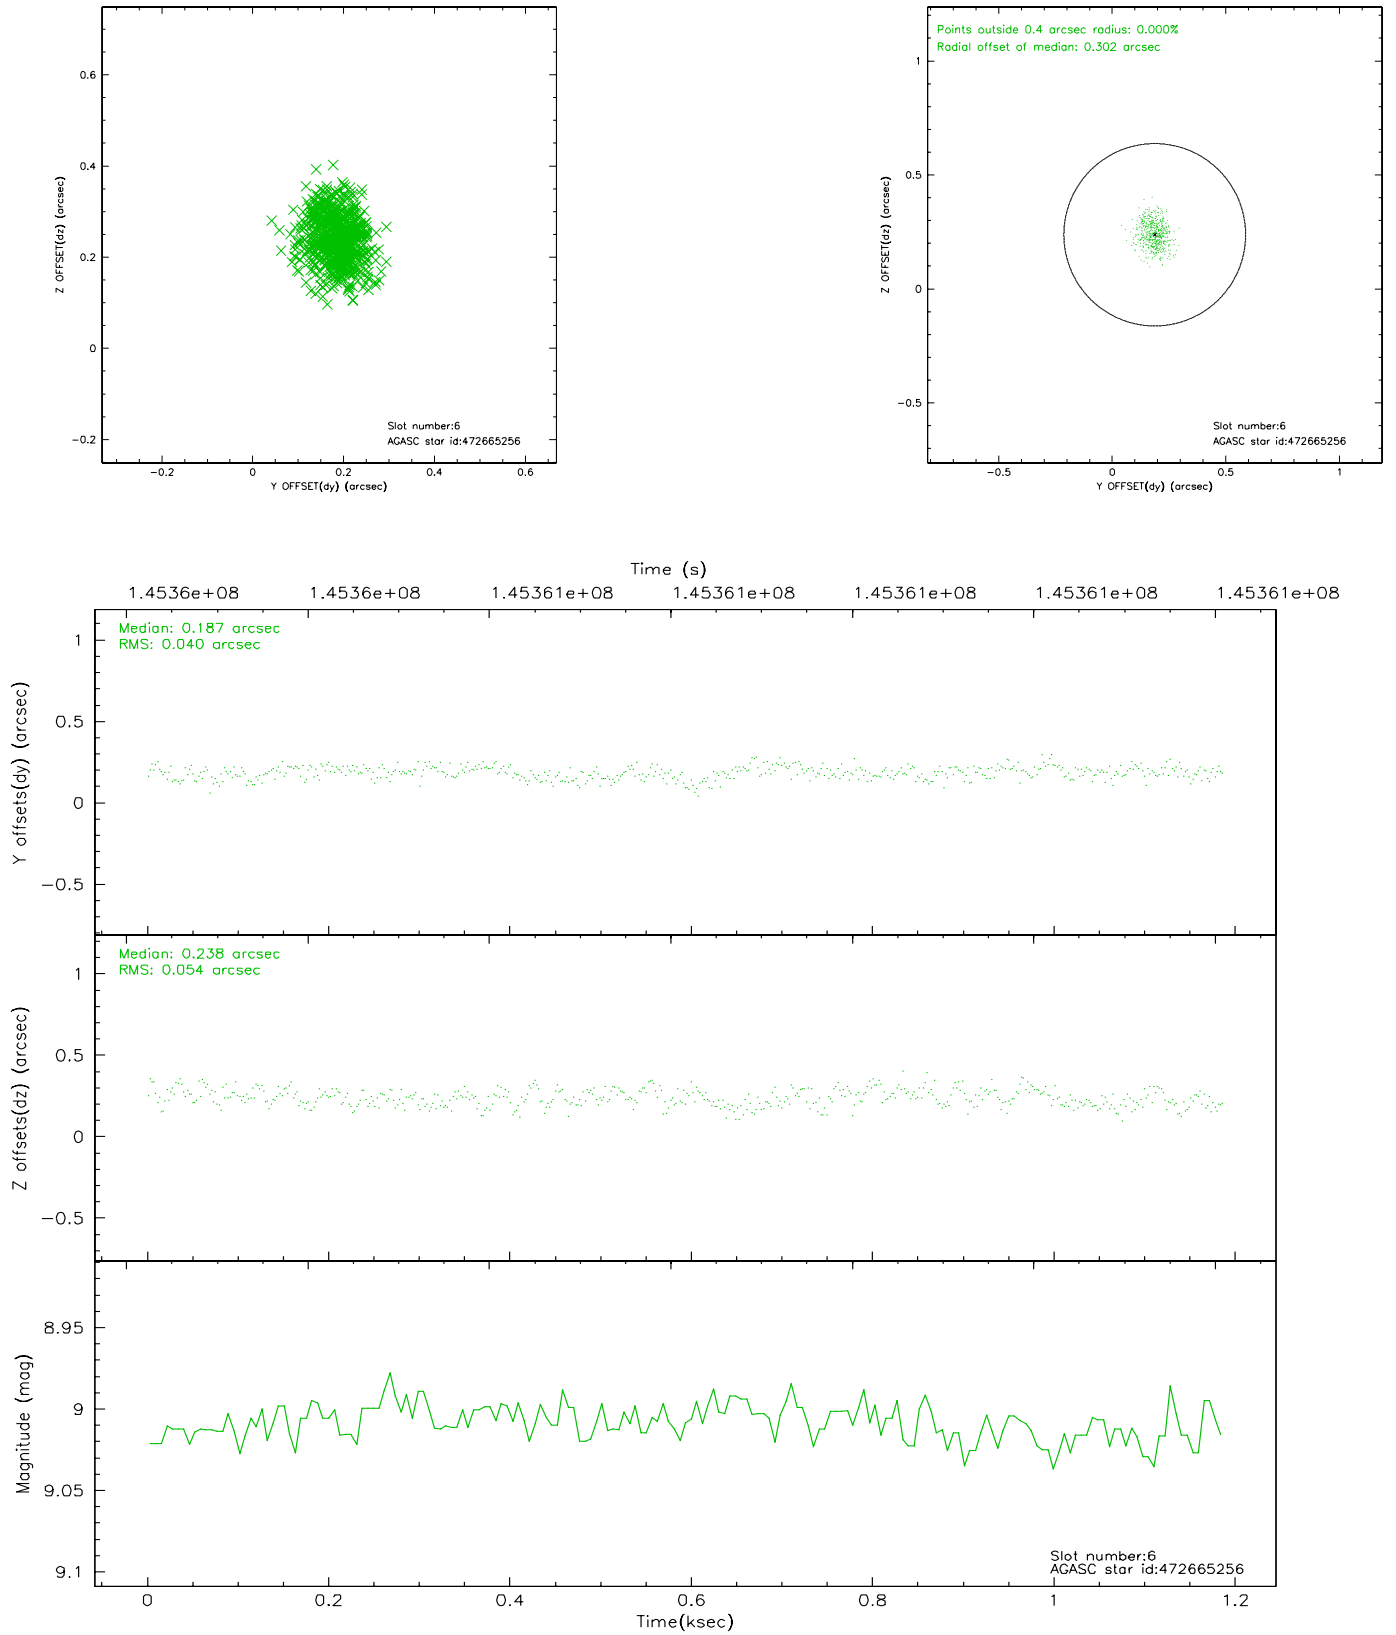 0.6
0.4
0.2
0
−0.2
Z OFFSET(dz) (arcsec)
Slot number:6
AGASC star id:472665256
−0.2 0 0.2 0.4 0.6
Y OFFSET(dy) (arcsec)
Points outside 0.4 arcsec radius: 0.000%
Radial offset of median: 0.302 arcsec
1
0.5
0
−0.5
Z OFFSET(dz) (arcsec)
Slot number:6
AGASC star id:472665256
−0.5 0 0.5 1
Y OFFSET(dy) (arcsec)
Time (s)
1.4536e+08 1.4536e+08 1.45361e+08 1.45361e+08 1.45361e+08 1.45361e+08 1.45361e+08
Median: 0.187 arcsec
RMS: 0.040 arcsec
1
0.5
0
−0.5
Y offsets(dy) (arcsec)
Median: 0.238 arcsec
RMS: 0.054 arcsec
1
0.5
0
−0.5
Z offsets(dz) (arcsec)
8.95
9
9.05
9.1
Magnitude (mag)
Slot number:6
AGASC star id:472665256
0 0.2 0.4 0.6 0.8 1 1.2
Time(ksec)